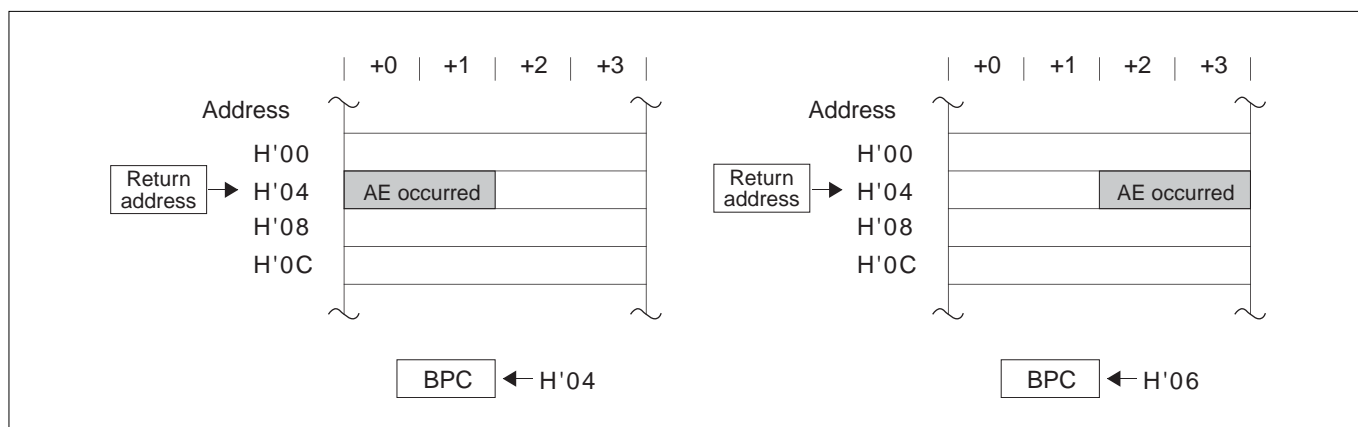 +0 +1 +2 +3
Address
H'00
Return
address
H'04
AE occurred
H'08
H'0C
BPC
H'04
+0 +1 +2 +3
Address
H'00
Return
address
H'04
AE occurred
H'08
H'0C
BPC
H'06